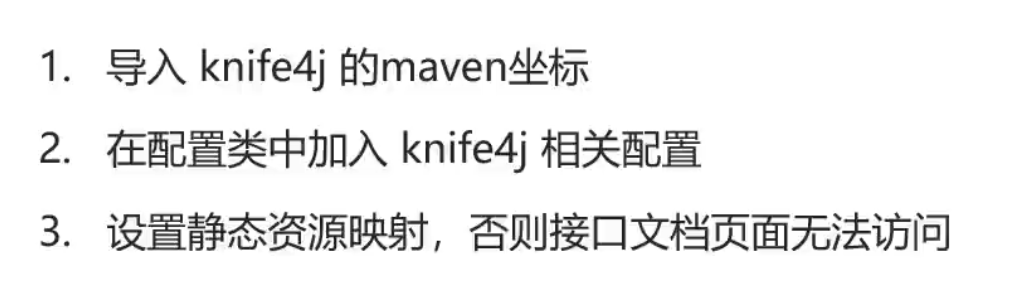 1. 导入 knife4j 的maven坐标
2. 在配置类中加入 knife4j 相关配置
3. 设置静态资源映射，否则接口文档页面无法访问